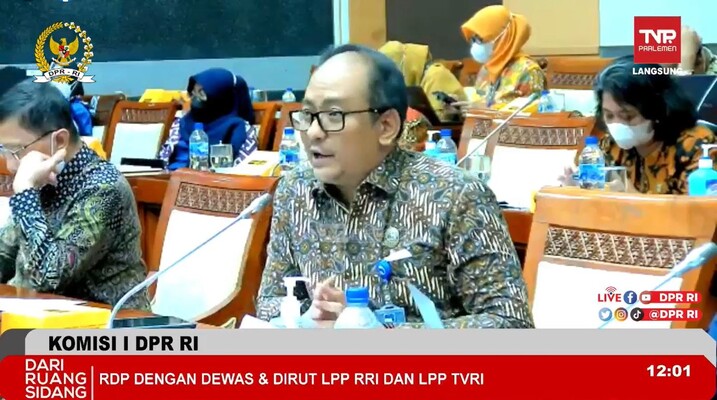 DPR - RI
TVR
PARLEMEN
LANGSUNG
LIVE
DPR RI
@DPR RI
KOMISI I DPR RI
DARI
RUANG
SIDANG
RDP DENGAN DEWAS & DIRUT LPP RRI DAN LPP TVRI
12:01